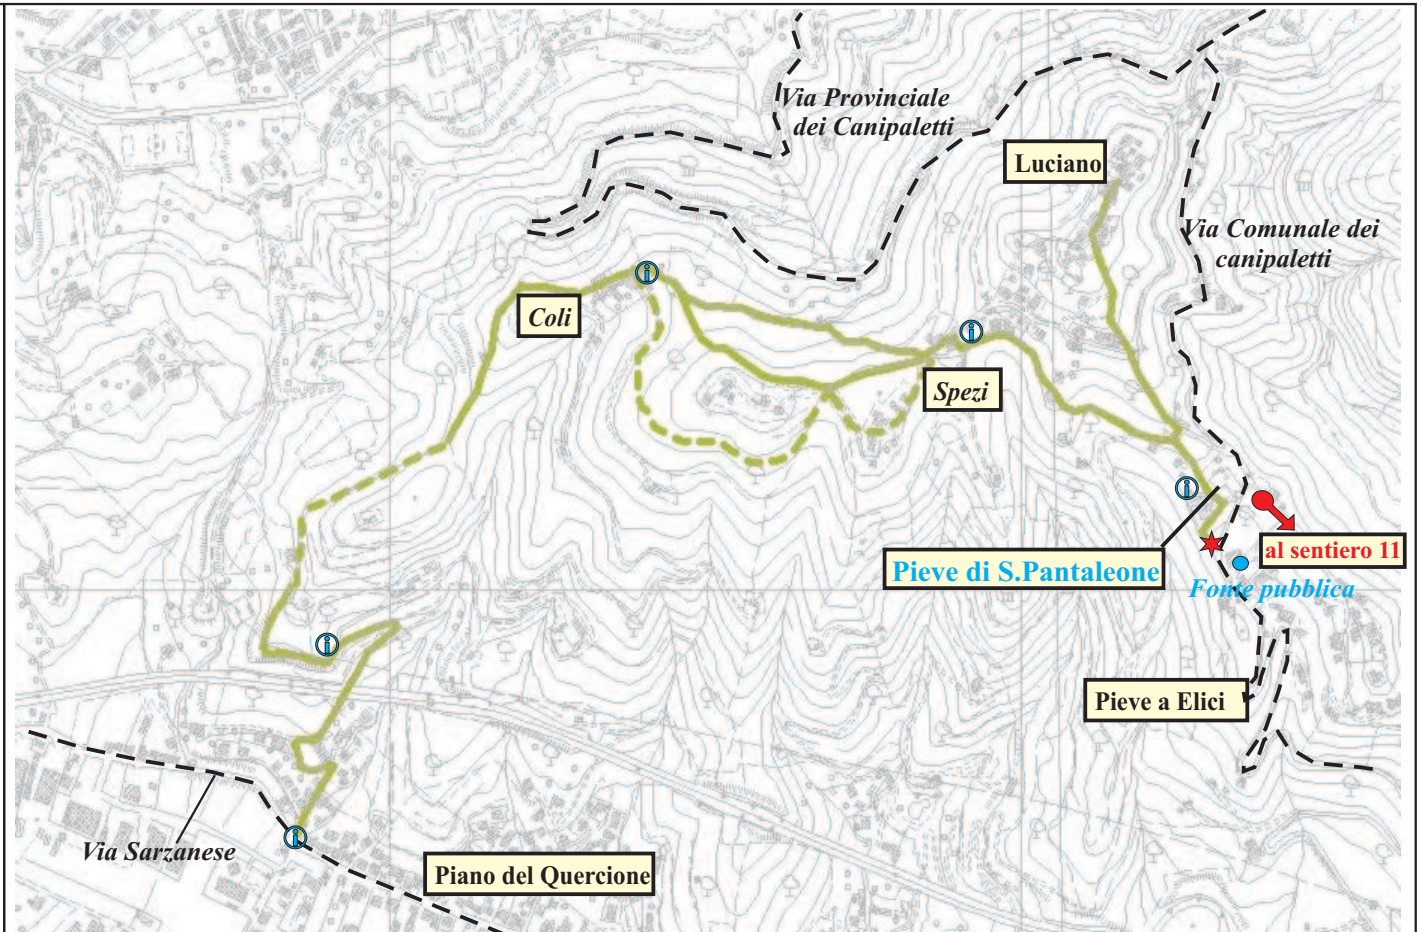 Via Provinciale
dei Canipaletti
Luciano
Via Comunale dei
canipaletti
Coli
Spezi
al sentiero 11
Pieve di S.Pantaleone
Fonte pubblica
Pieve a Elici
Via Sarzanese
Piano del Quercione